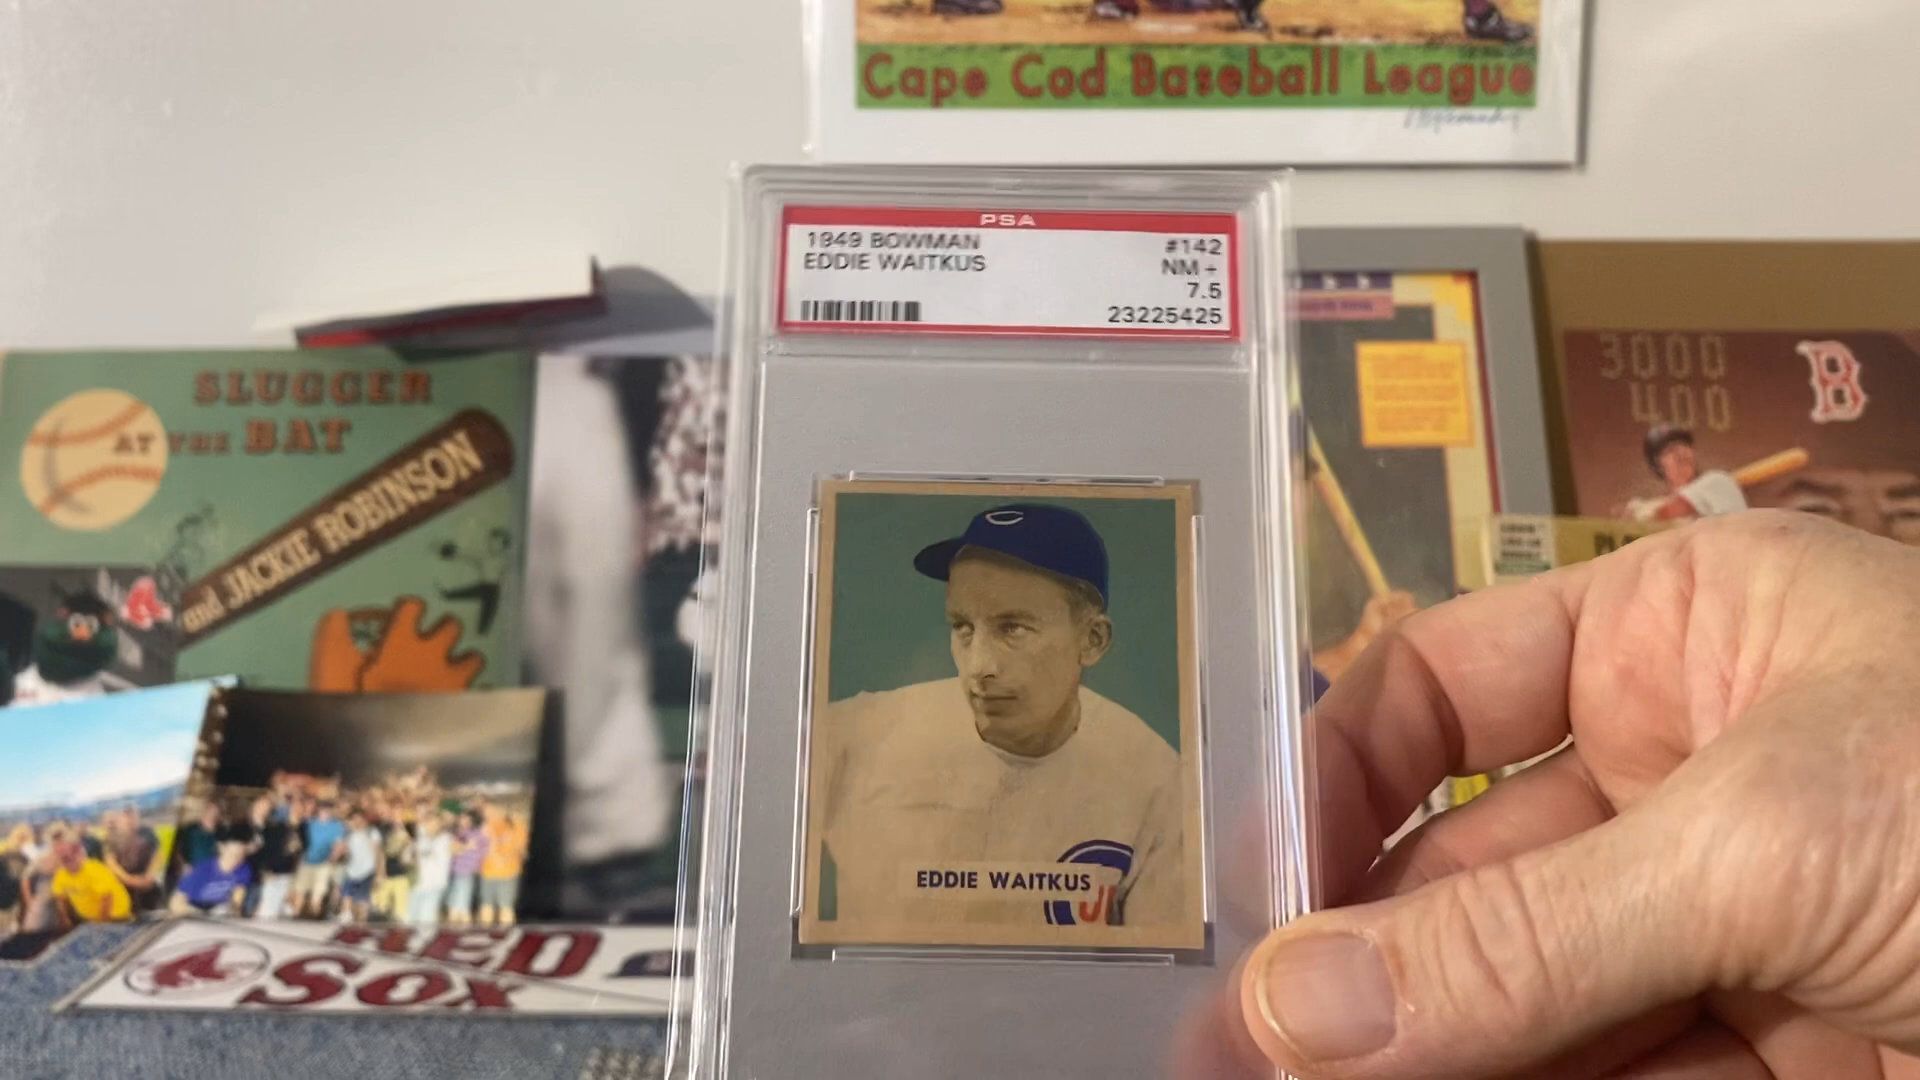 Cape Cod Baseball League
PSA
1949 BOWMAN #142
EDDIE WAITKUS NM+
7.5
23225425
SLUGGER
AT THE BAT
and JACKIE ROBINSON
3000
400
B
C
EDDIE WAITKUS
RED
SOX